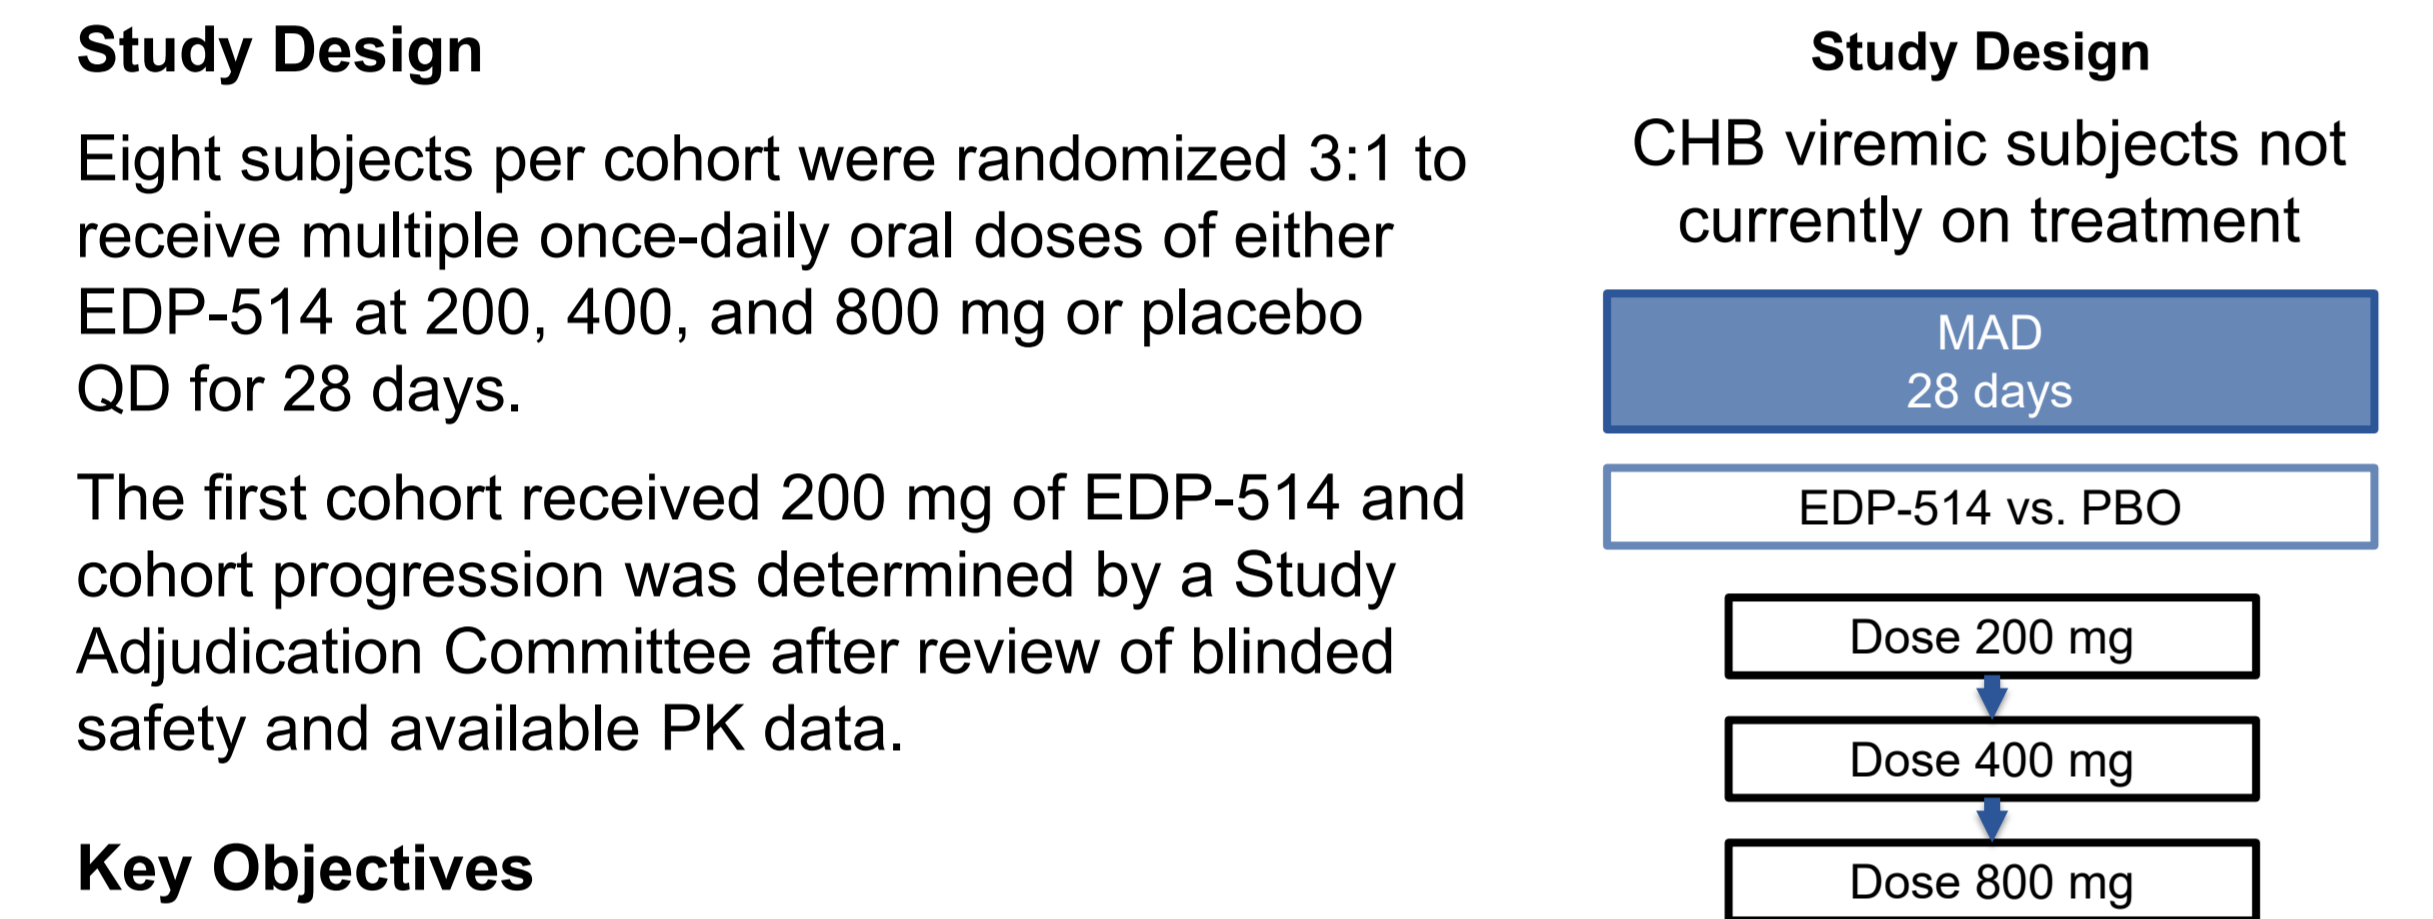 Study Design
Eight subjects per cohort were randomized 3:1 to
receive multiple once-daily oral doses of either
EDP-514 at 200, 400, and 800 mg or placebo
QD for 28 days.
The first cohort received 200 mg of EDP-514 and
cohort progression was determined by a Study
Adjudication Committee after review of blinded
safety and available PK data.
Key Objectives
Study Design
CHB viremic subjects not
currently on treatment
MAD
28 days
EDP-514 vs. PBO
Dose 200 mg
Dose 400 mg
Dose 800 mg